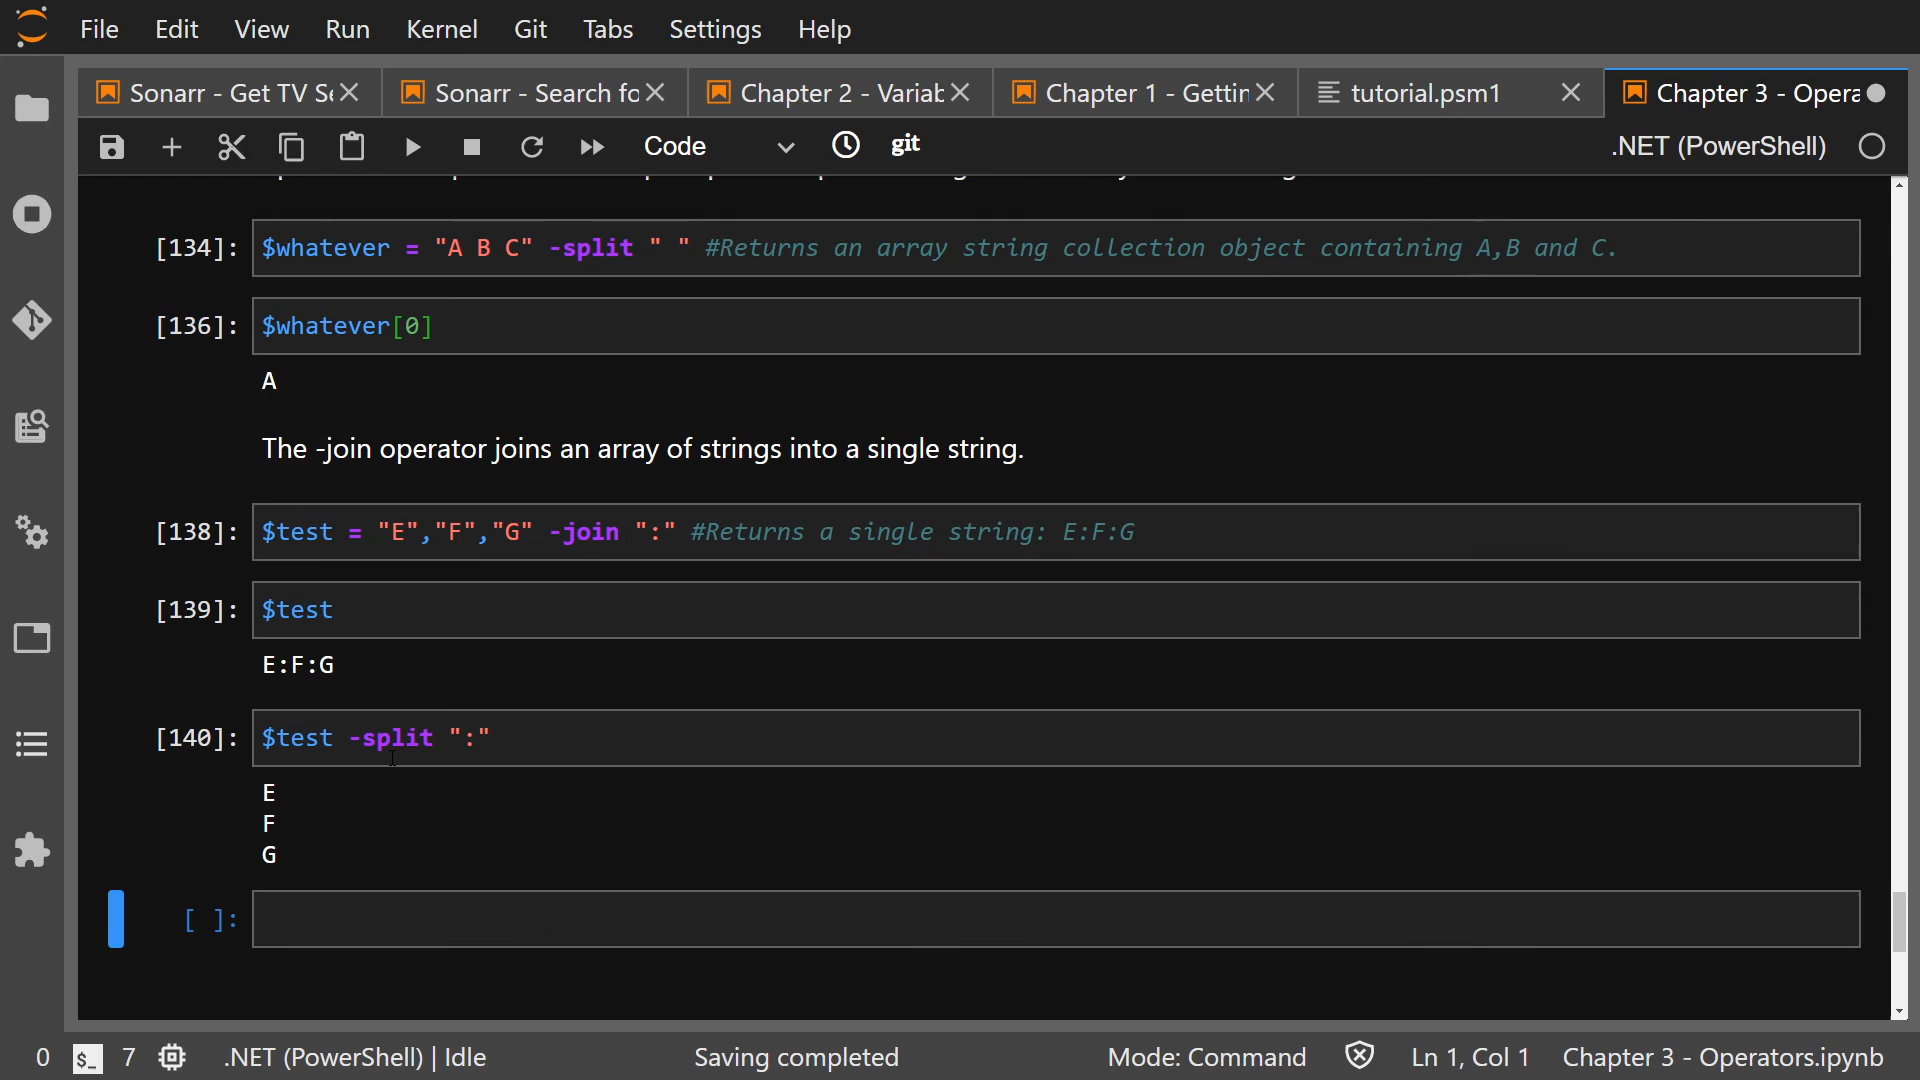 File Edit View Run Kernel Git Tabs Settings Help
Sonarr - Get TV Se
Sonarr - Search fo
Chapter 2 - Variab
Chapter 1 - Gettin
tutorial.psm1
Chapter 3 - Opera
Code
git
.NET (PowerShell)
[134]: $whatever = "A B C" -split " " #Returns an array string collection object containing A,B and C.
[136]: $whatever[0]
A
The -join operator joins an array of strings into a single string.
[138]: $test = "E","F","G" -join ":" #Returns a single string: E:F:G
[139]: $test
E:F:G
[140]: $test -split ":"
E
F
G
[ ]:
0 $_ 7 .NET (PowerShell) | Idle Saving completed Mode: Command Ln 1, Col 1 Chapter 3 - Operators.ipynb